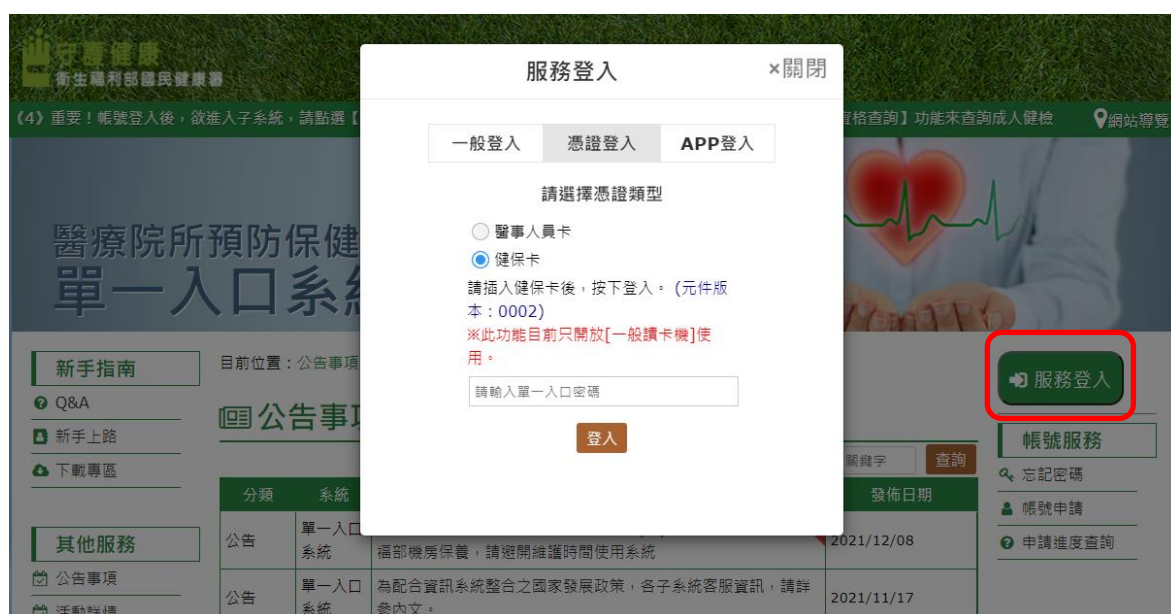 守護健康
衛生福利部國民健康署
《4》重要！帳號登入後，欲進入子系統，請點選【
資格查詢】功能來查詢成人健檢
網站導覽
醫療院所預防保健
單一入口系統
服務登入
×關閉
一般登入
憑證登入
APP登入
請選擇憑證類型
醫事人員卡
健保卡
請插入健保卡後，按下登入。(元件版
本：0002)
※此功能目前只開放[一般讀卡機]使
用。
請輸入單一入口密碼
登入
新手指南
Q&A
新手上路
下載專區
其他服務
公告事項
活動詳情
目前位置：公告事項
公告事項
關鍵字
查詢
分類
系統
發佈日期
公告
單一入口
系統
福部機房保養，請避開維護時間使用系統
2021/12/08
公告
單一入口
系統
為配合資訊系統整合之國家發展政策，各子系統客服資訊，請詳
參內文。
2021/11/17
服務登入
帳號服務
忘記密碼
帳號申請
申請進度查詢